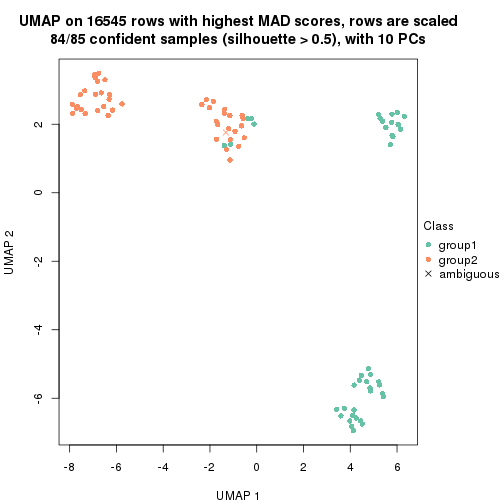 UMAP on 16545 rows with highest MAD scores, rows are scaled
84/85 confident samples (silhouette > 0.5), with 10 PCs
2
0
-2
-4
-6
UMAP 2
-8
-6
-4
-2
0
2
4
6
UMAP 1
Class
group1
group2
ambiguous